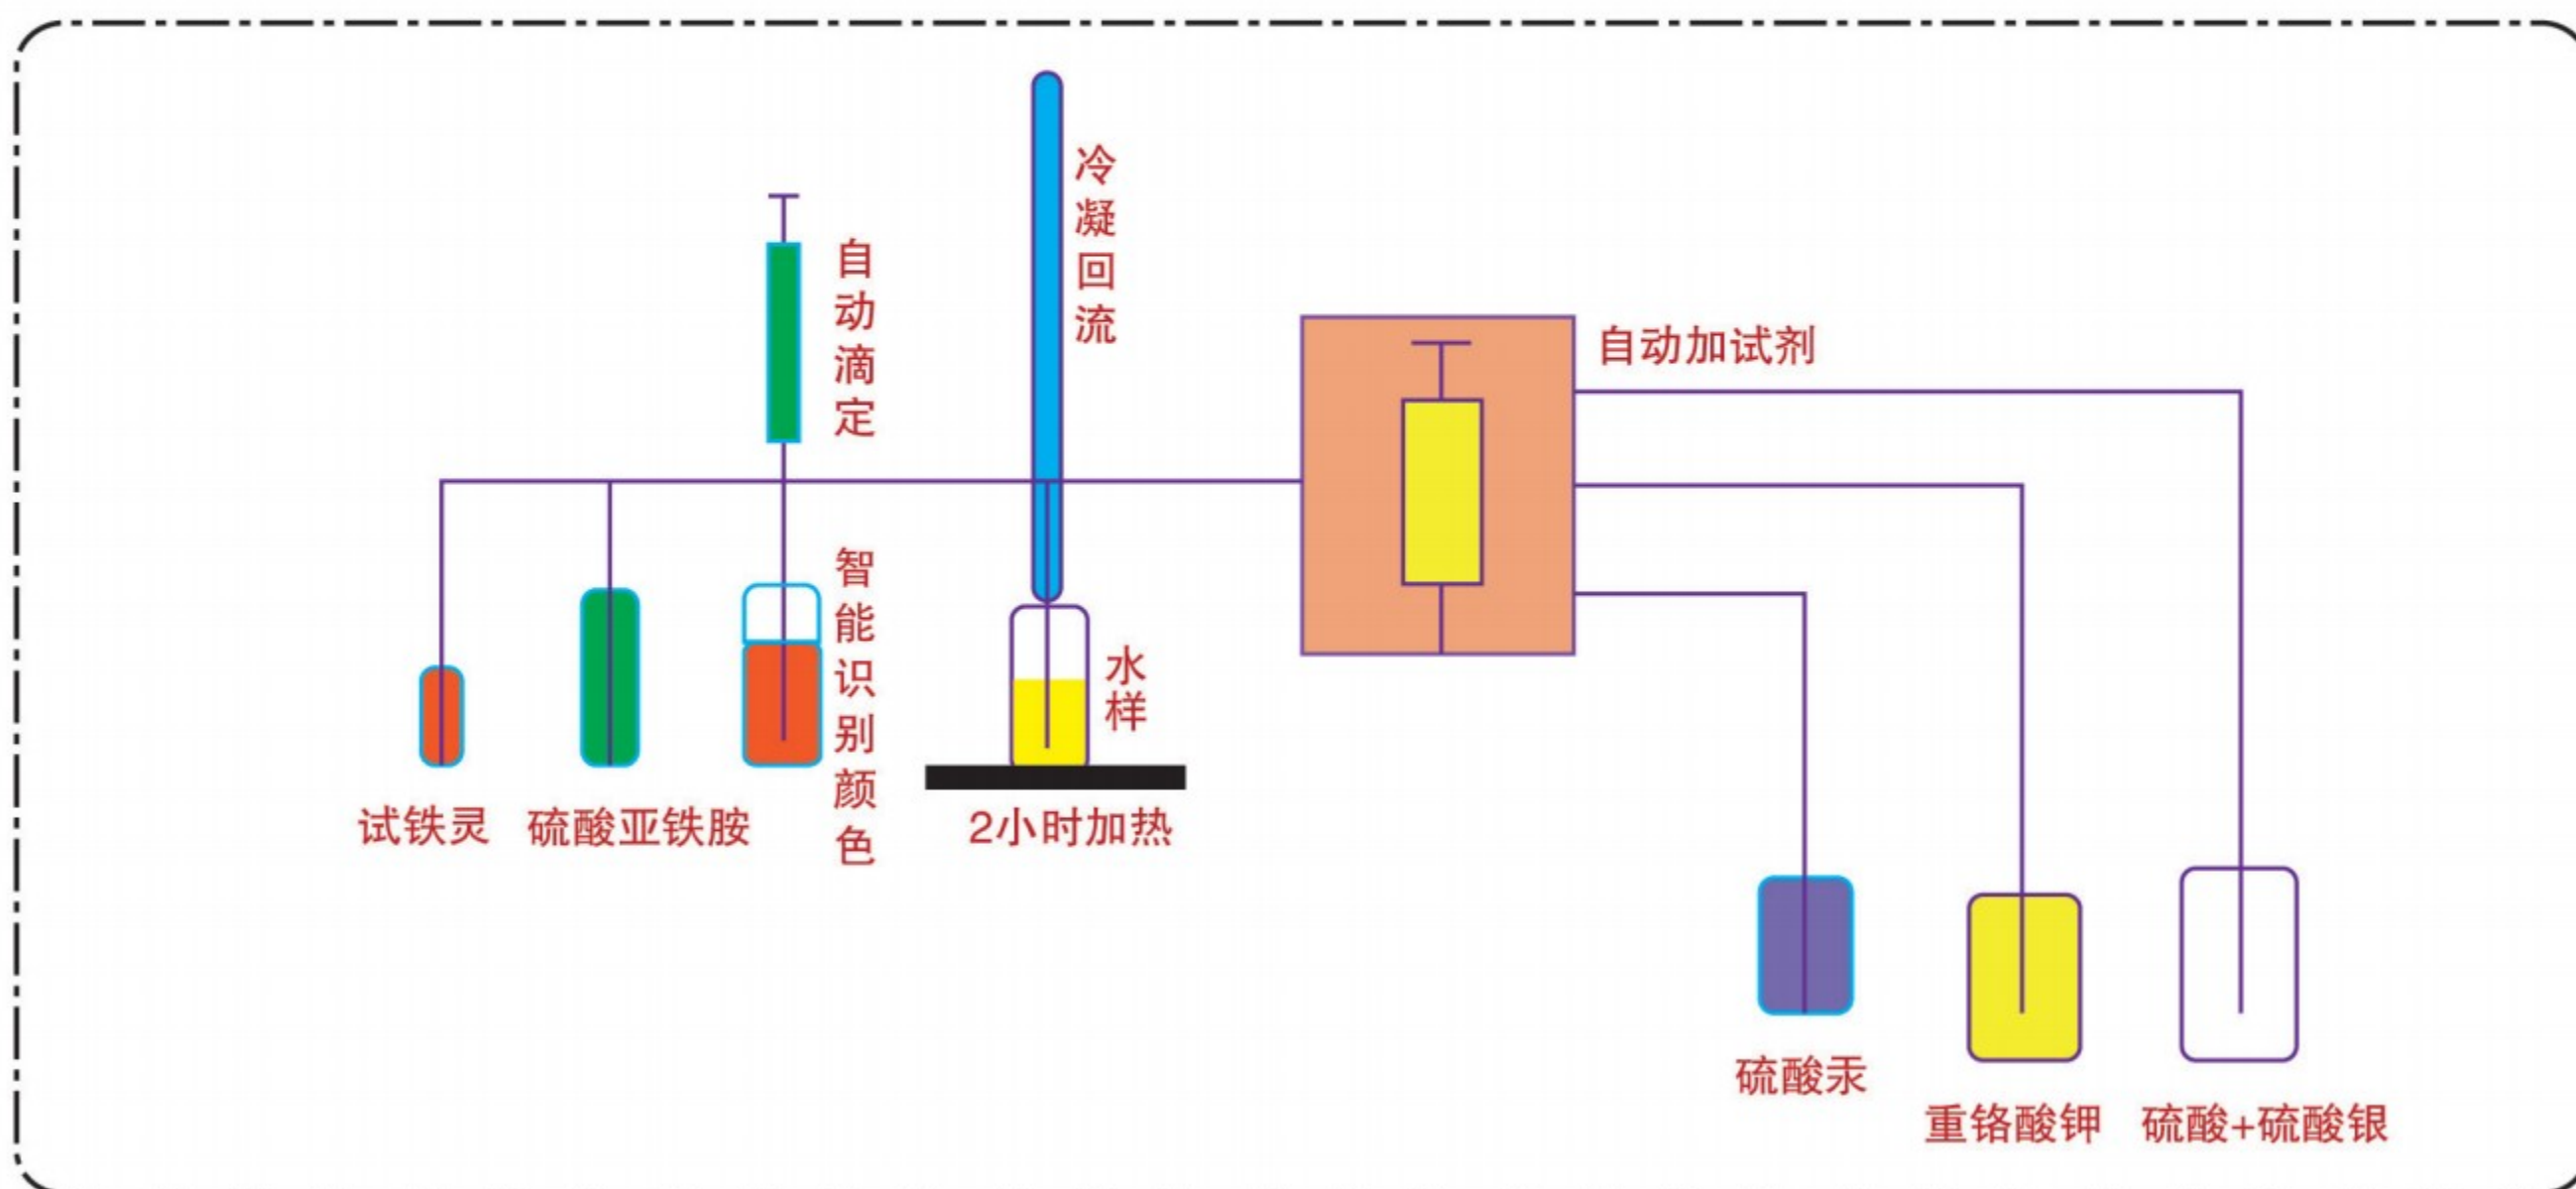 冷凝回流
自动滴定
自动加试剂
智能识别颜色
水样
试铁灵
硫酸亚铁胺
2小时加热
硫酸汞
重铬酸钾
硫酸+硫酸银